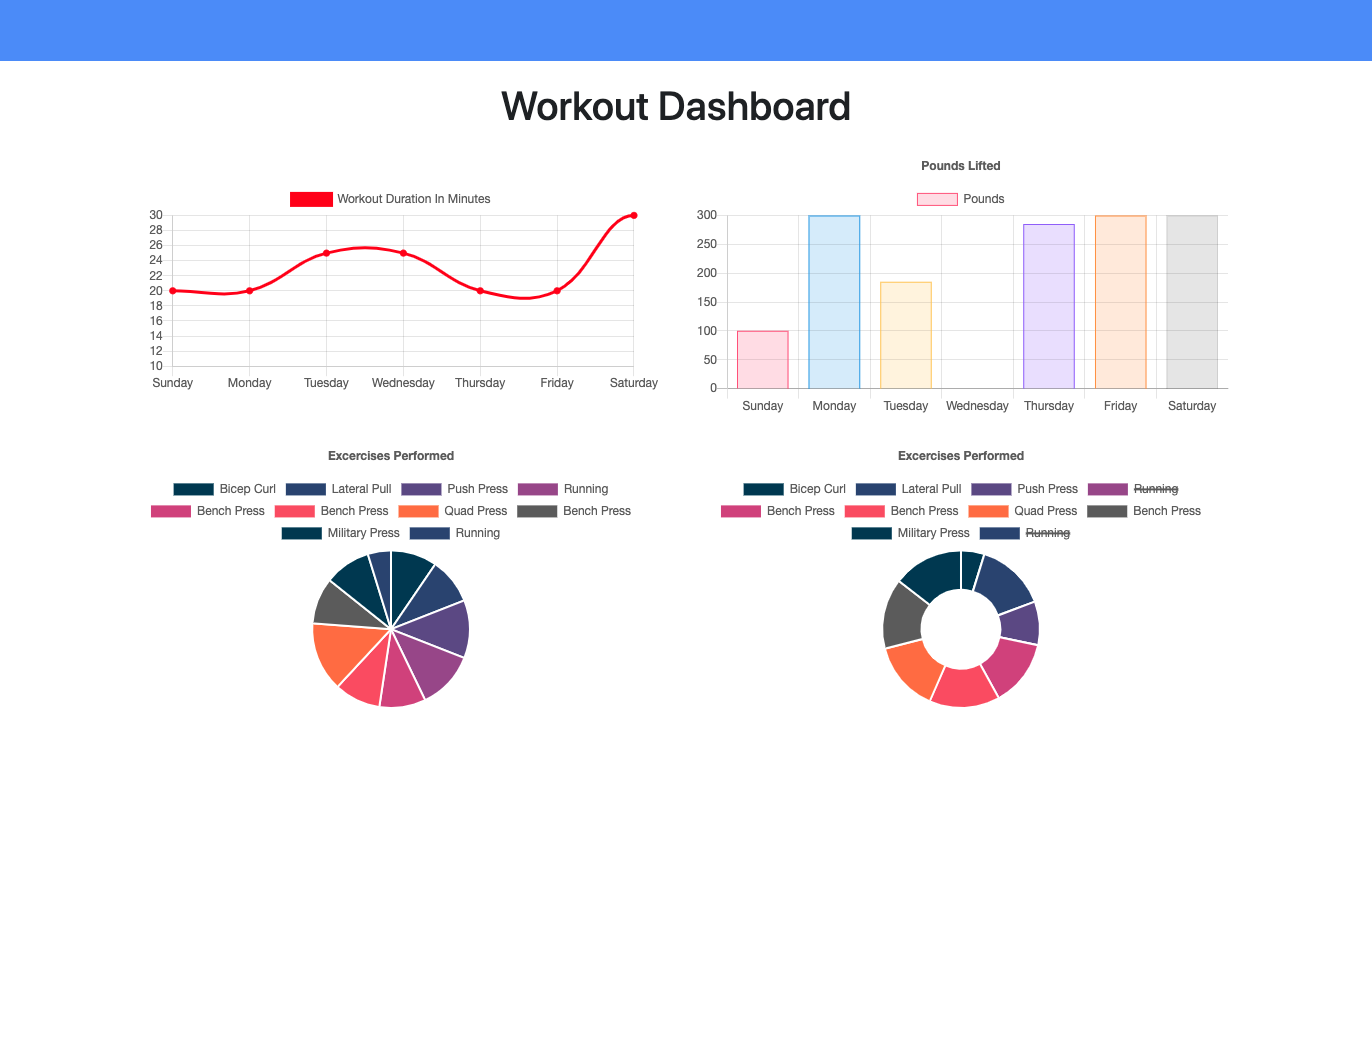 Workout Dashboard
Workout Duration In Minutes
30
28
26
24
22
20
18
16
14
12
10
Sunday Monday Tuesday Wednesday Thursday Friday Saturday
Pounds Lifted
Pounds
300
250
200
150
100
50
0
Sunday Monday Tuesday Wednesday Thursday Friday Saturday
Excercises Performed
Bicep Curl Lateral Pull Push Press Running
Bench Press Bench Press Quad Press Bench Press
Military Press Running
Excercises Performed
Bicep Curl Lateral Pull Push Press Running
Bench Press Bench Press Quad Press Bench Press
Military Press Running